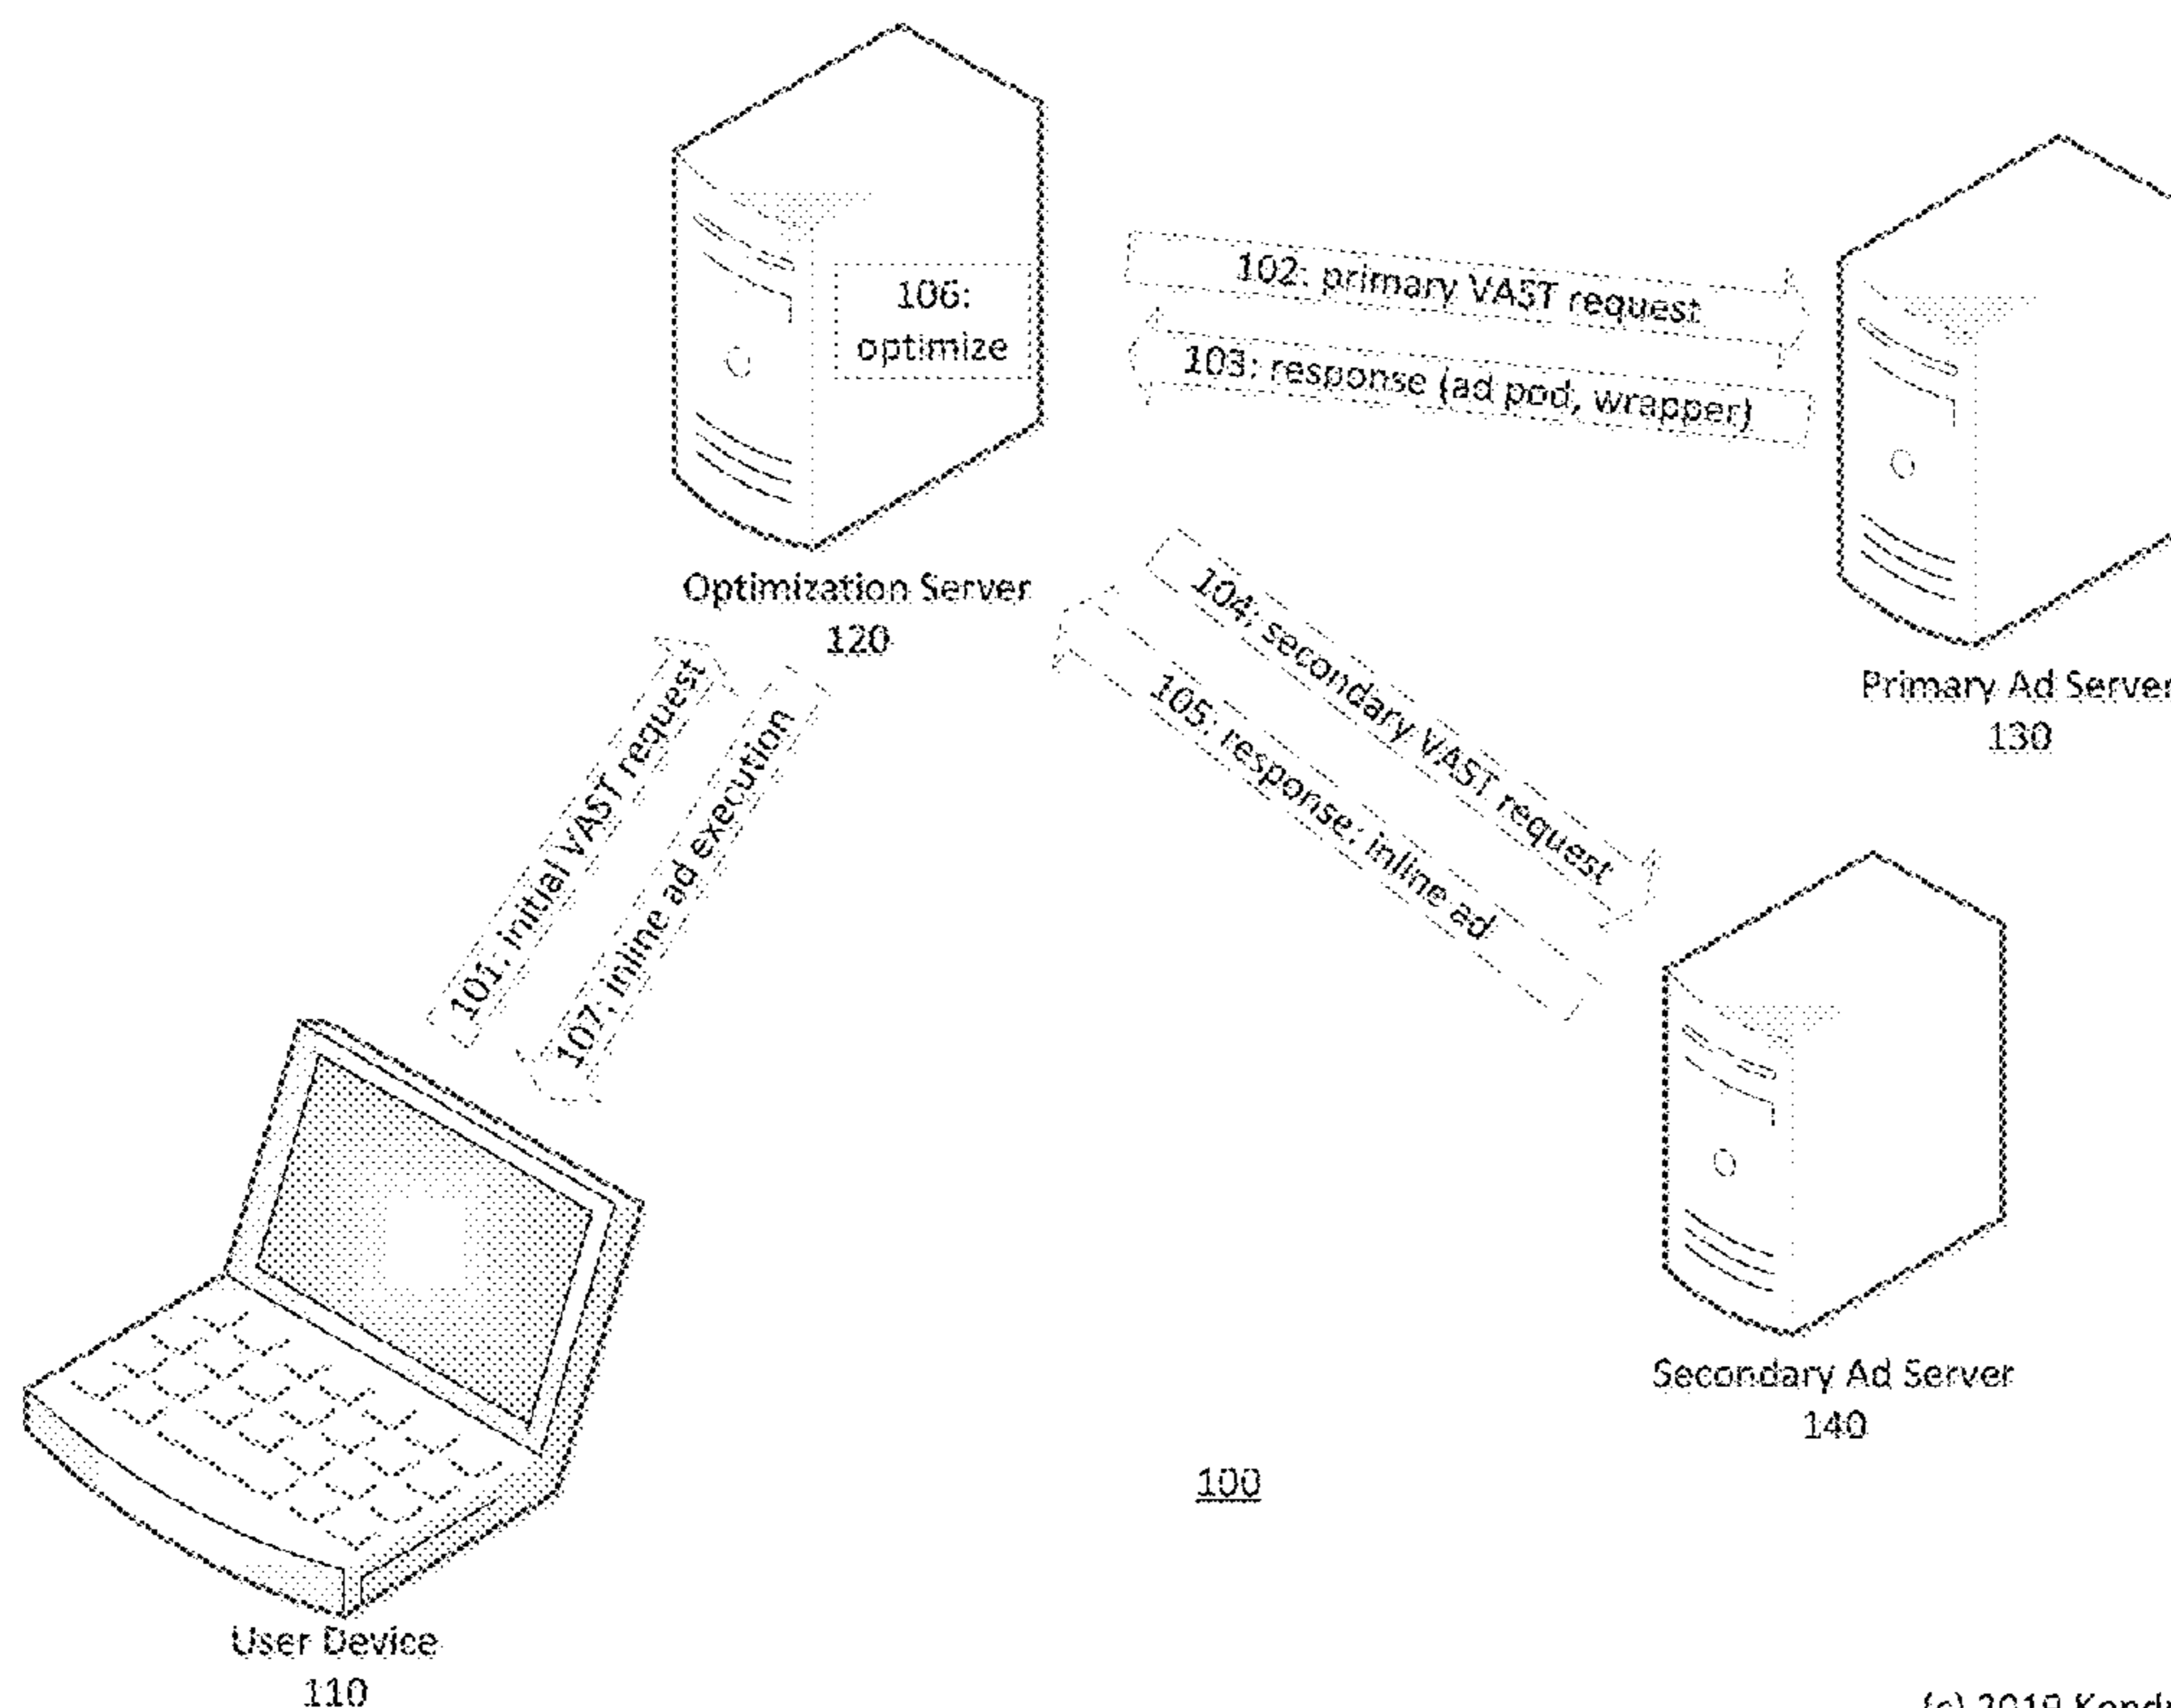 106:
optimize
102: primary VAST request
103: response (ad pod, wrapper)
Optimization Server
120
104: secondary VAST request
105: response: inline ad
Primary Ad Server
130
101: initial VAST request
107: inline ad execution
Secondary Ad Server
140
100
User Device
110
(c) 2019